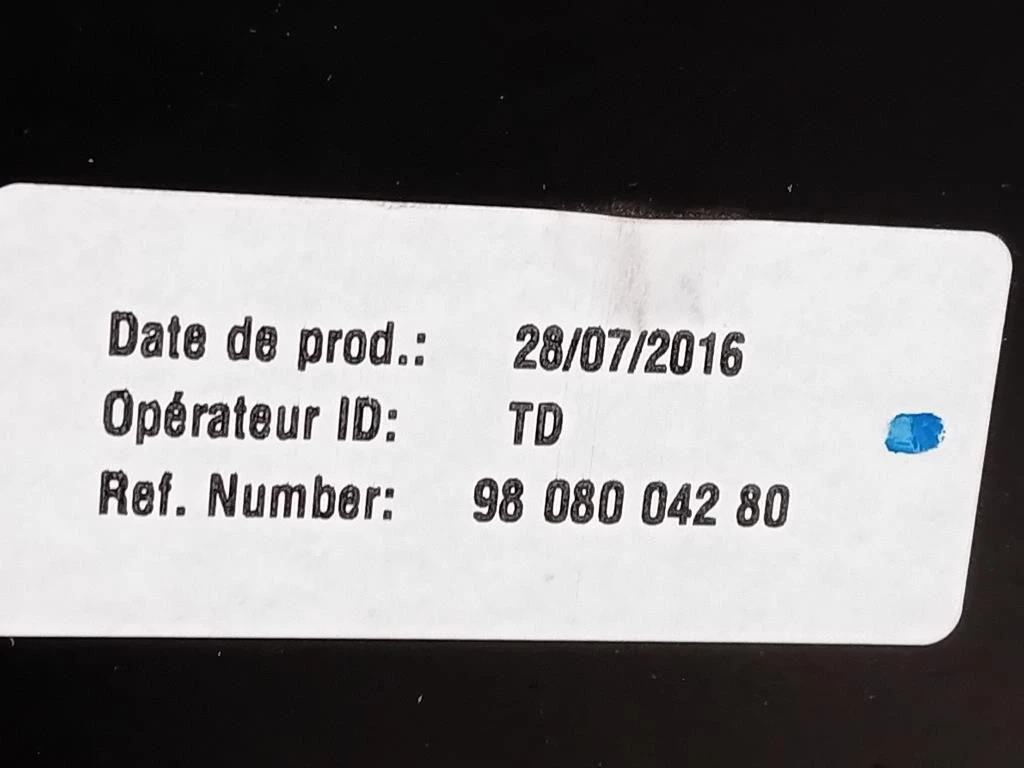 Date de prod.: 28/07/2016
Opérateur ID: TD
Ref. Number: 98 080 042 80